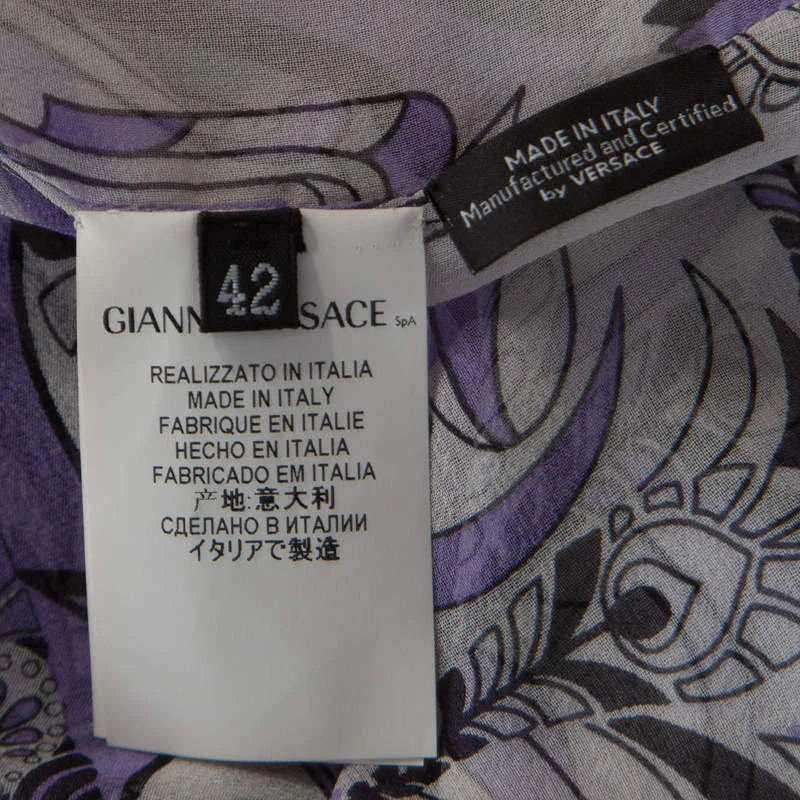 MADE IN ITALY
Manufactured and Certified
by VERSACE
42
GIANN SACE SpA
REALIZZATO IN ITALIA
MADE IN ITALY
FABRIQUE EN ITALIE
HECHO EN ITALIA
FABRICADO EM ITALIA
产地:意大利
СДЕЛАНО В ИТАЛИИ
イタリアで製造